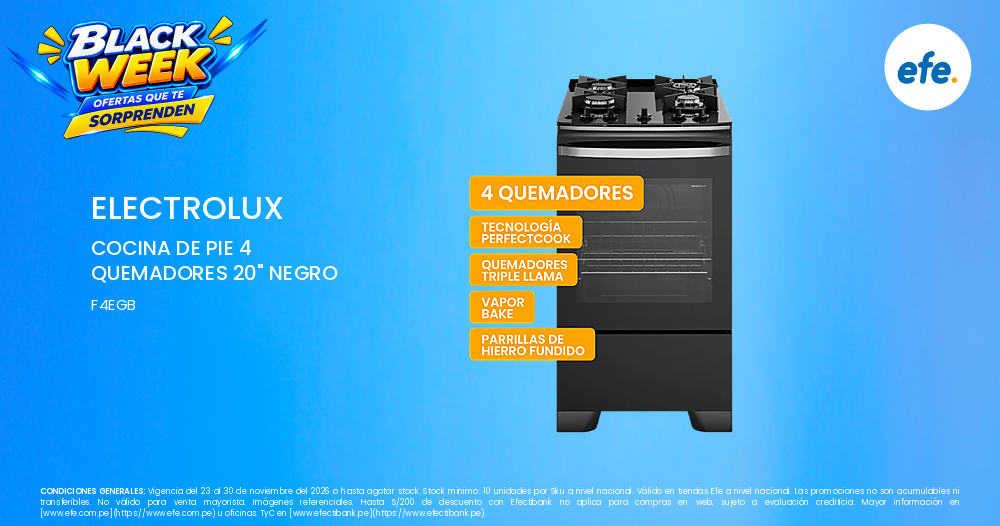 BLACK
WEEK
OFERTAS QUE TE
SORPRENDEN
efe.
ELECTROLUX
COCINA DE PIE 4
QUEMADORES 20" NEGRO
F4EGB
4 QUEMADORES
TECNOLOGÍA
PERFECTCOOK
QUEMADORES
TRIPLE LLAMA
VAPOR
BAKE
PARRILLAS DE
HIERRO FUNDIDO
CONDICIONES GENERALES: Vigencia del 23 al 30 de noviembre del 2026 o hasta agotar stock. Stock mínimo: 10 unidades por Sku a nivel nacional. Válido en tiendas Efe a nivel nacional. Las promociones no son acumulables ni
transferibles. No válido para venta mayorista. Imágenes referenciales. Hasta S/200 de descuento con Efectibank no aplica para compras en web, sujeto a evaluación crediticia. Mayor información en
[www.efe.com.pe](https://www.efe.com.pe) u oficinas. TyC en [www.efectibank.pe](https://www.efectibank.pe).